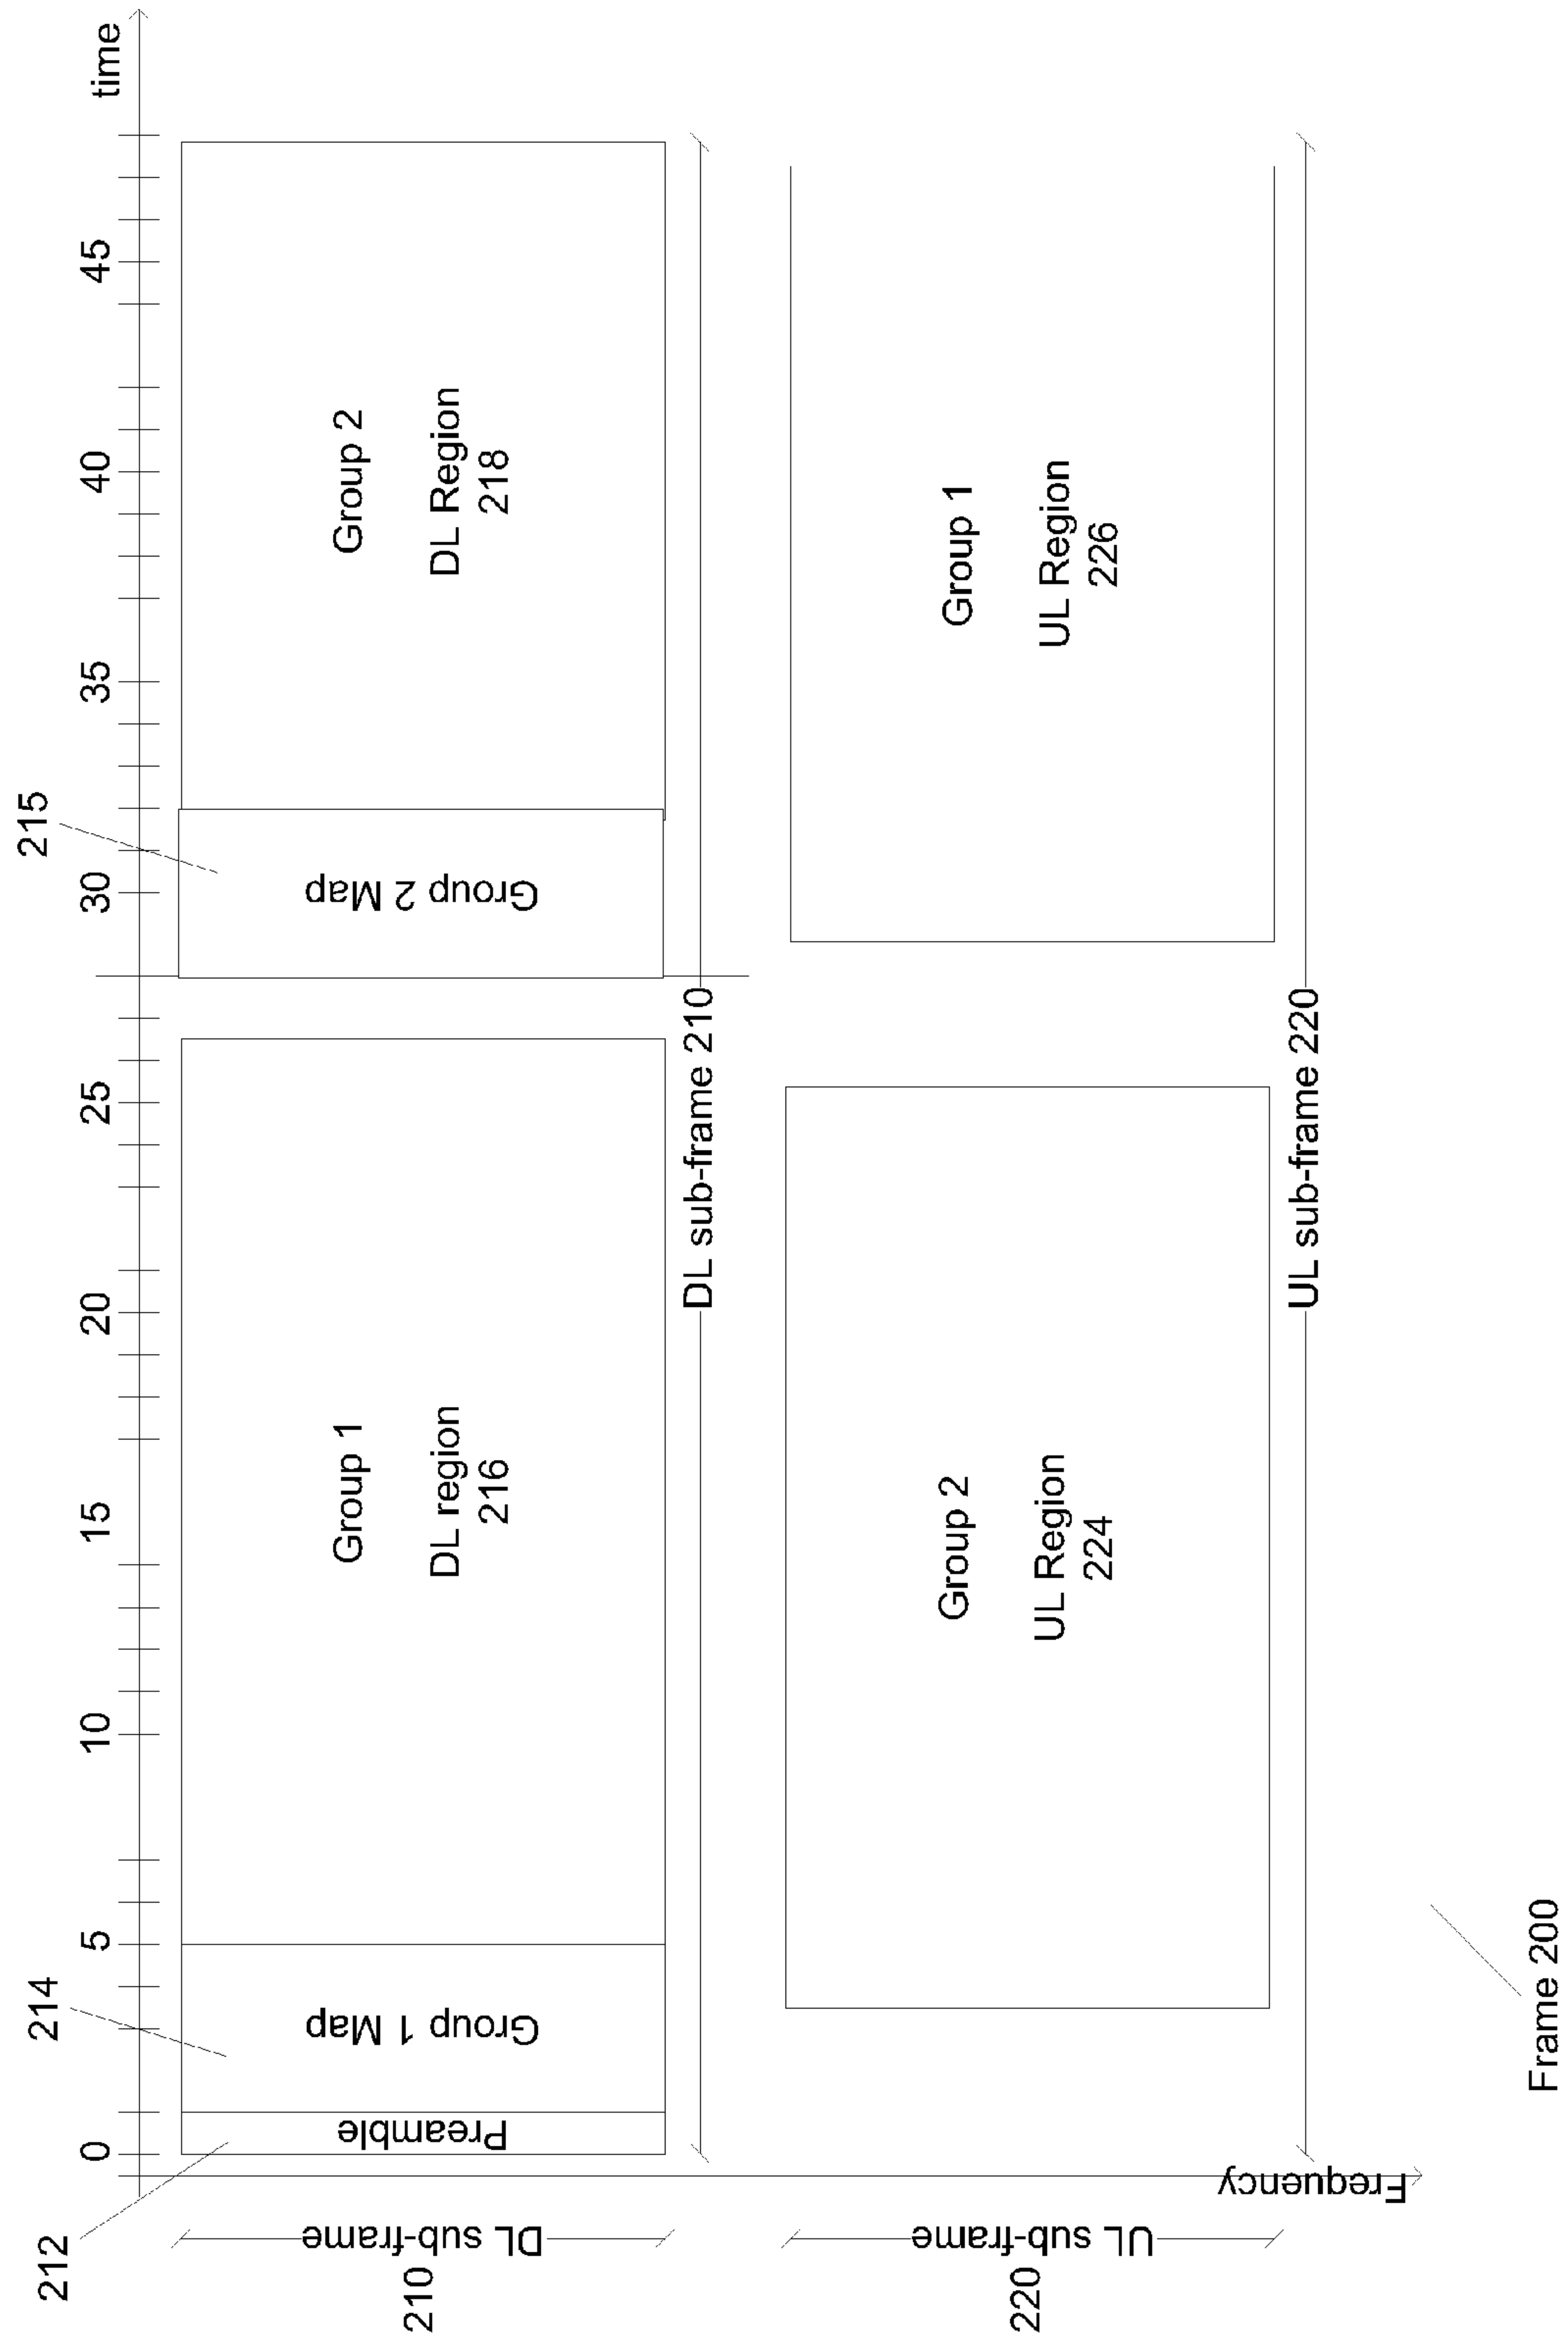 time
0 5 10 15 20 25 30 35 40 45
212
214
215
Preamble
Group 1 Map
Group 1
DL region
216
Group 2 Map
Group 2
DL Region
218
DL sub-frame
210
DL sub-frame 210
Group 2
UL Region
224
Group 1
UL Region
226
UL sub-frame
220
UL sub-frame 220
Frequency
Frame 200